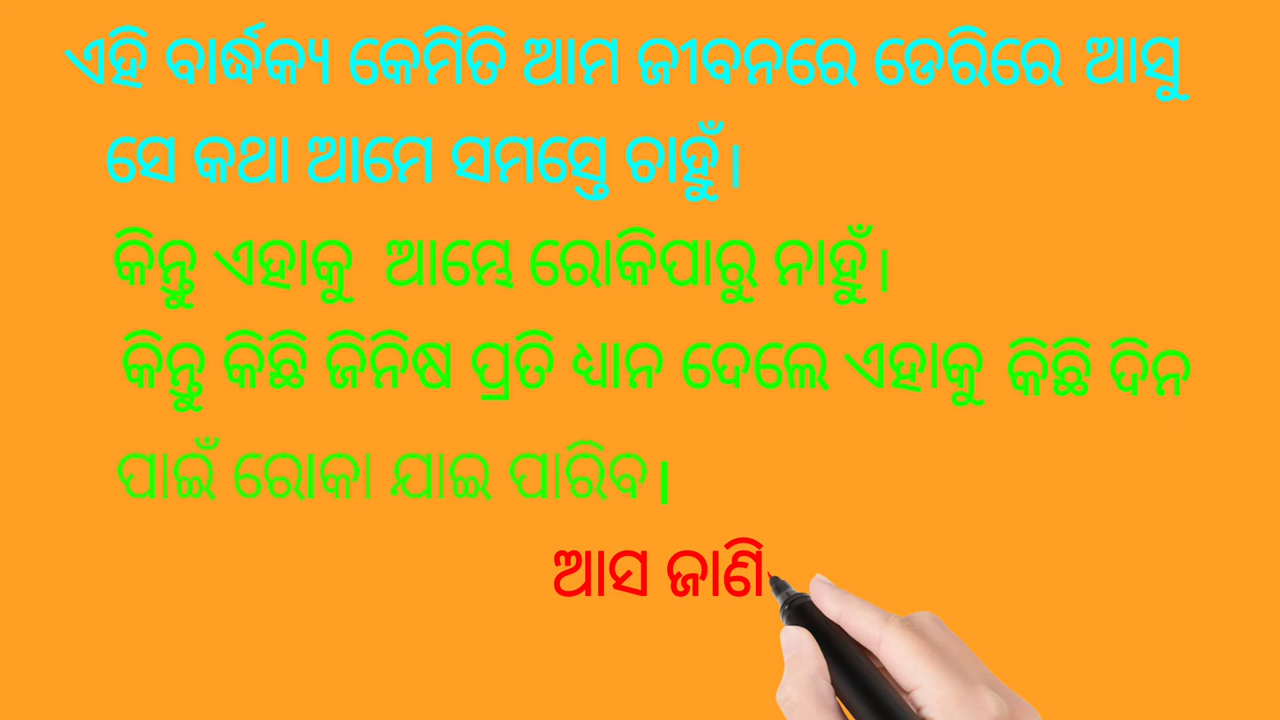 ଏହି ବାର୍ଦ୍ଧକ୍ୟ କେମିତି ଆମ ଜୀବନରେ ଡେରିରେ ଆସୁ
ସେ କଥା ଆମେ ସମସ୍ତେ ଚାହୁଁ।
କିନ୍ତୁ ଏହାକୁ ଆମ୍ଭେ ରୋକିପାରୁ ନାହୁଁ।
କିନ୍ତୁ କିଛି ଜିନିଷ ପ୍ରତି ଧ୍ୟାନ ଦେଲେ ଏହାକୁ କିଛି ଦିନ
ପାଇଁ ରୋକା ଯାଇ ପାରିବ।
ଆସ ଜାଣି